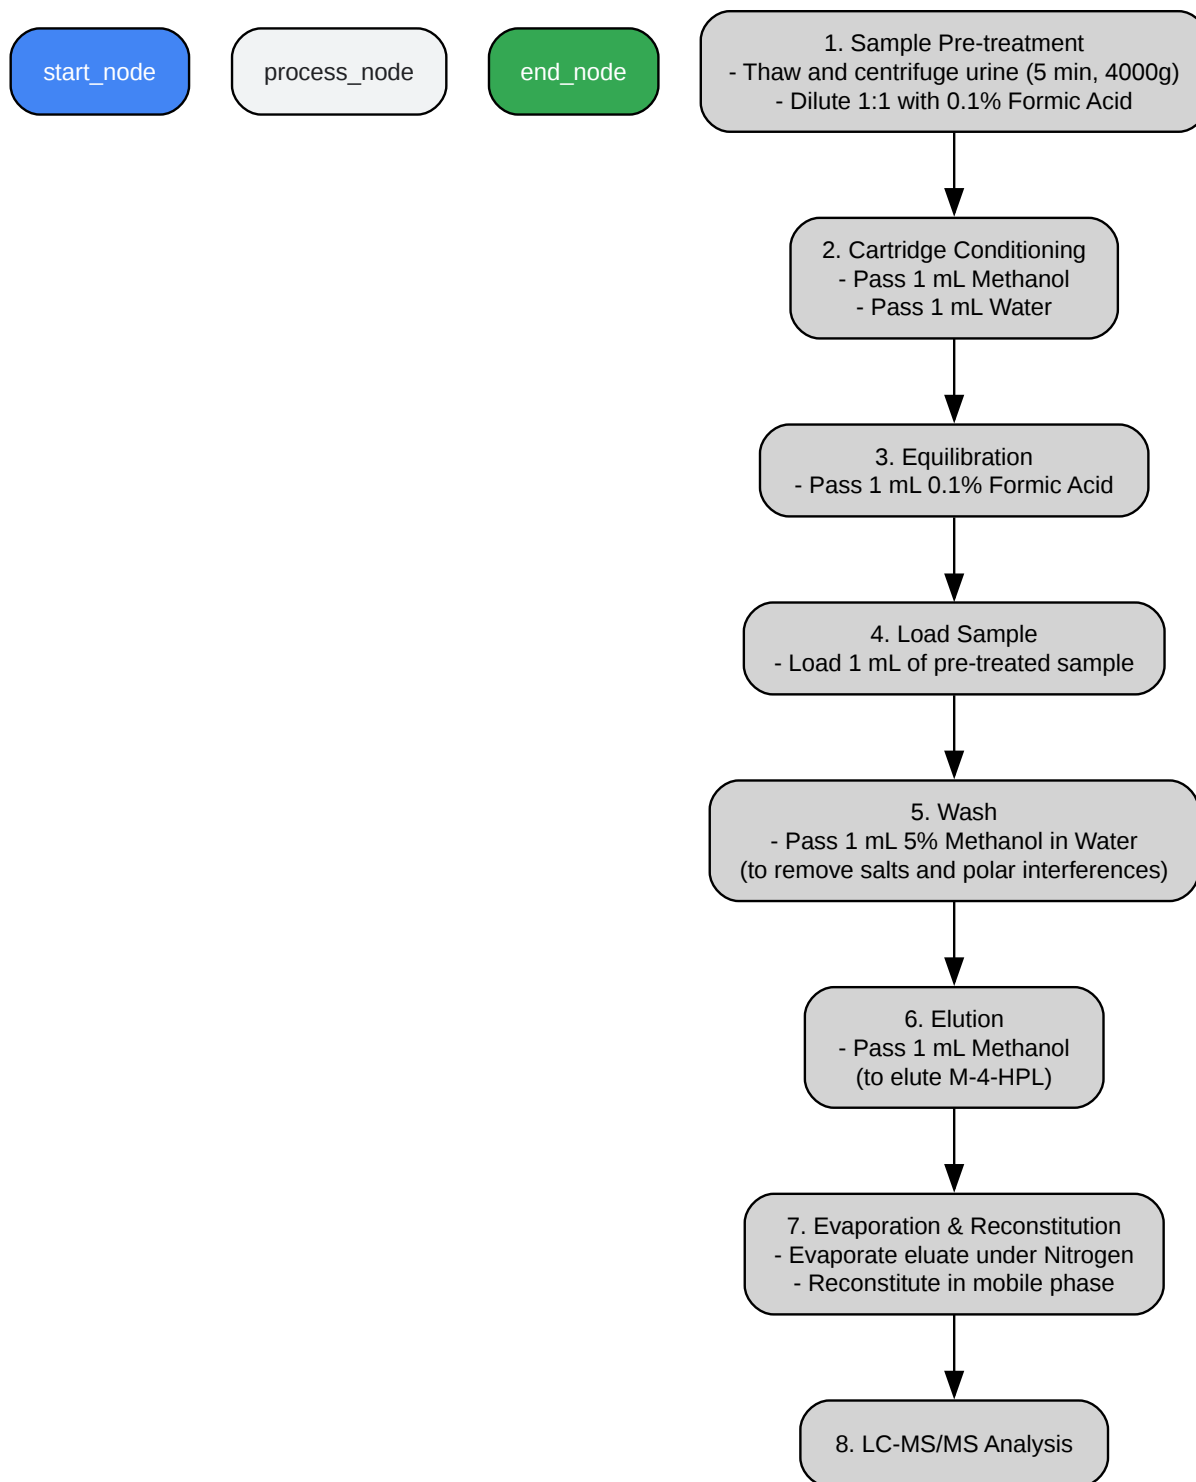 start_node
process_node
end_node
1. Sample Pre-treatment
- Thaw and centrifuge urine (5 min, 4000g)
- Dilute 1:1 with 0.1% Formic Acid
2. Cartridge Conditioning
- Pass 1 mL Methanol
- Pass 1 mL Water
3. Equilibration
- Pass 1 mL 0.1% Formic Acid
4. Load Sample
- Load 1 mL of pre-treated sample
5. Wash
- Pass 1 mL 5% Methanol in Water
(to remove salts and polar interferences)
6. Elution
- Pass 1 mL Methanol
(to elute M-4-HPL)
7. Evaporation & Reconstitution
- Evaporate eluate under Nitrogen
- Reconstitute in mobile phase
8. LC-MS/MS Analysis